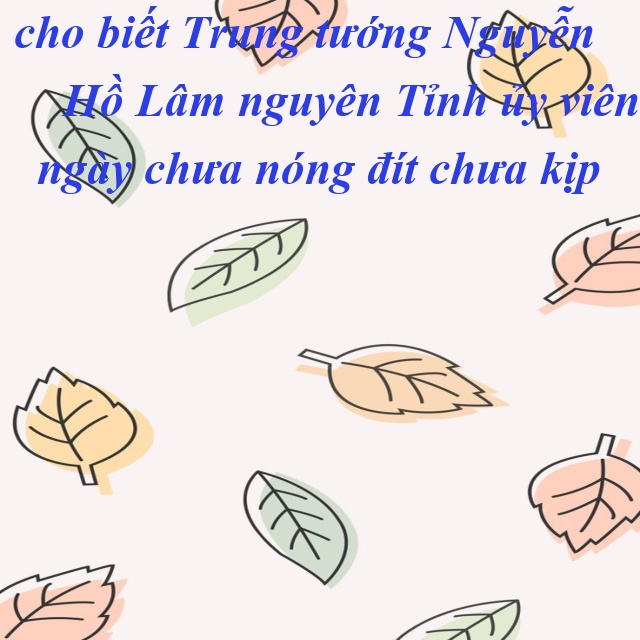 cho biết Trung tướng Nguyễn
Hồ Lâm nguyên Tỉnh ủy viên
ngày chưa nóng đít chưa kịp